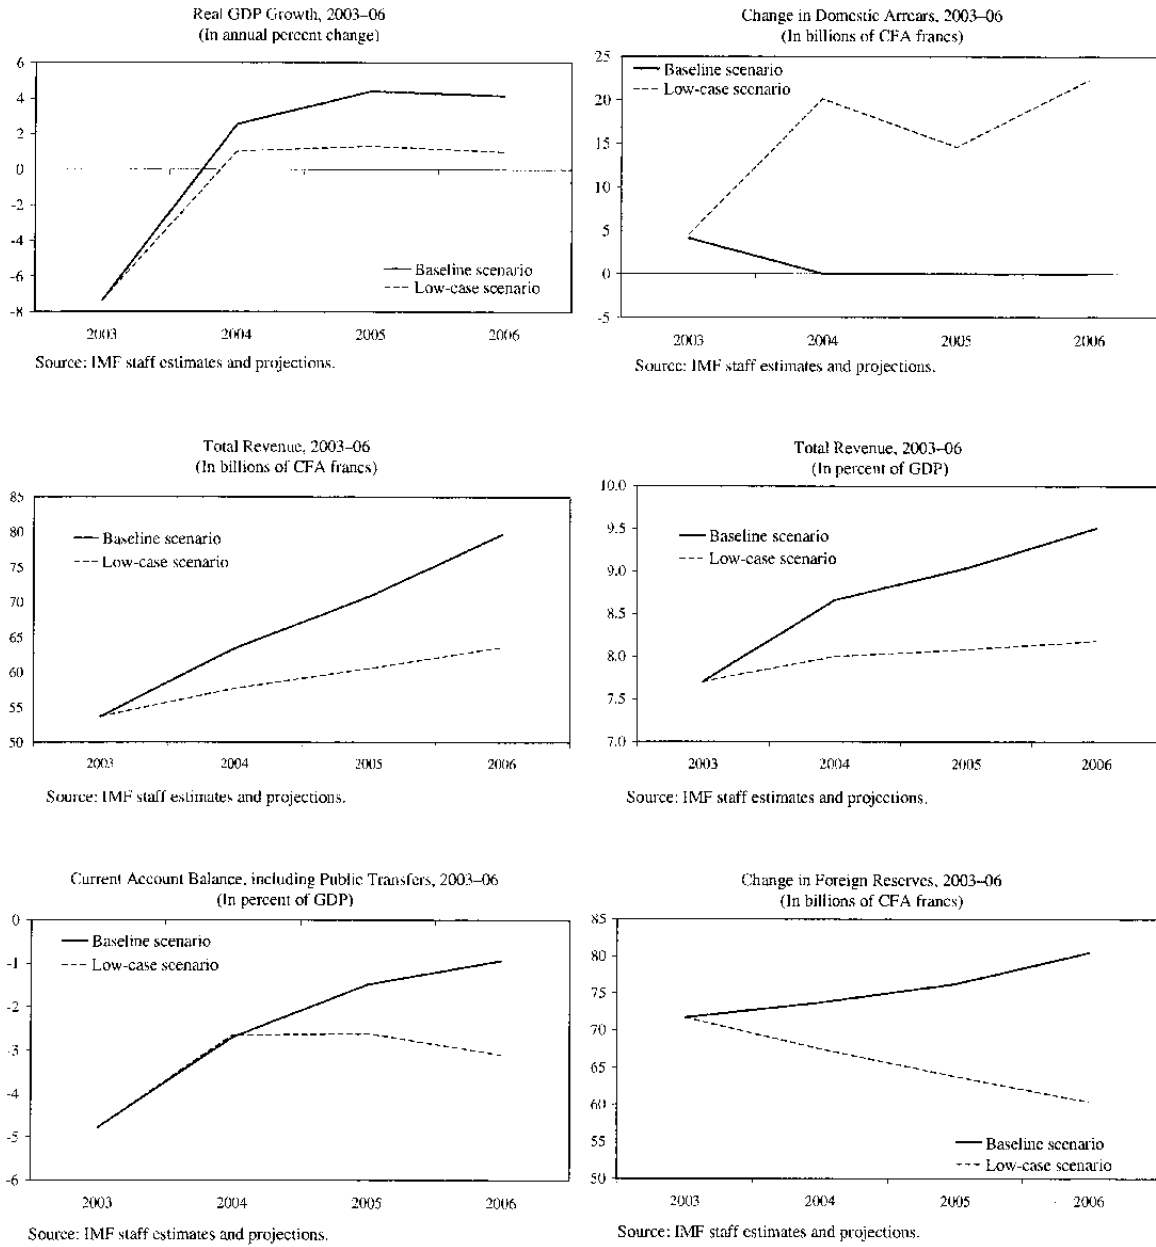 Real GDP Growth, 2003–06
(In annual percent change)
6
4
2
0
-2
-4
-6
-8
Baseline scenario
Low-case scenario
2003
2004
2005
2006
Source: IMF staff estimates and projections.
Change in Domestic Arrears, 2003–06
(In billions of CFA francs)
25
20
15
10
5
0
-5
Baseline scenario
Low-case scenario
2003
2004
2005
2006
Source: IMF staff estimates and projections.
Total Revenue, 2003–06
(In billions of CFA francs)
85
80
75
70
65
60
55
50
Baseline scenario
Low-case scenario
2003
2004
2005
2006
Source: IMF staff estimates and projections.
Total Revenue, 2003–06
(In percent of GDP)
10.0
9.5
9.0
8.5
8.0
7.5
7.0
Baseline scenario
Low-case scenario
2003
2004
2005
2006
Source: IMF staff estimates and projections.
Current Account Balance, including Public Transfers, 2003–06
(In percent of GDP)
0
-1
-2
-3
-4
-5
-6
Baseline scenario
Low-case scenario
2003
2004
2005
2006
Source: IMF staff estimates and projections.
Change in Foreign Reserves, 2003–06
(In billions of CFA francs)
85
80
75
70
65
60
55
50
Baseline scenario
Low-case scenario
2003
2004
2005
2006
Source: IMF staff estimates and projections.